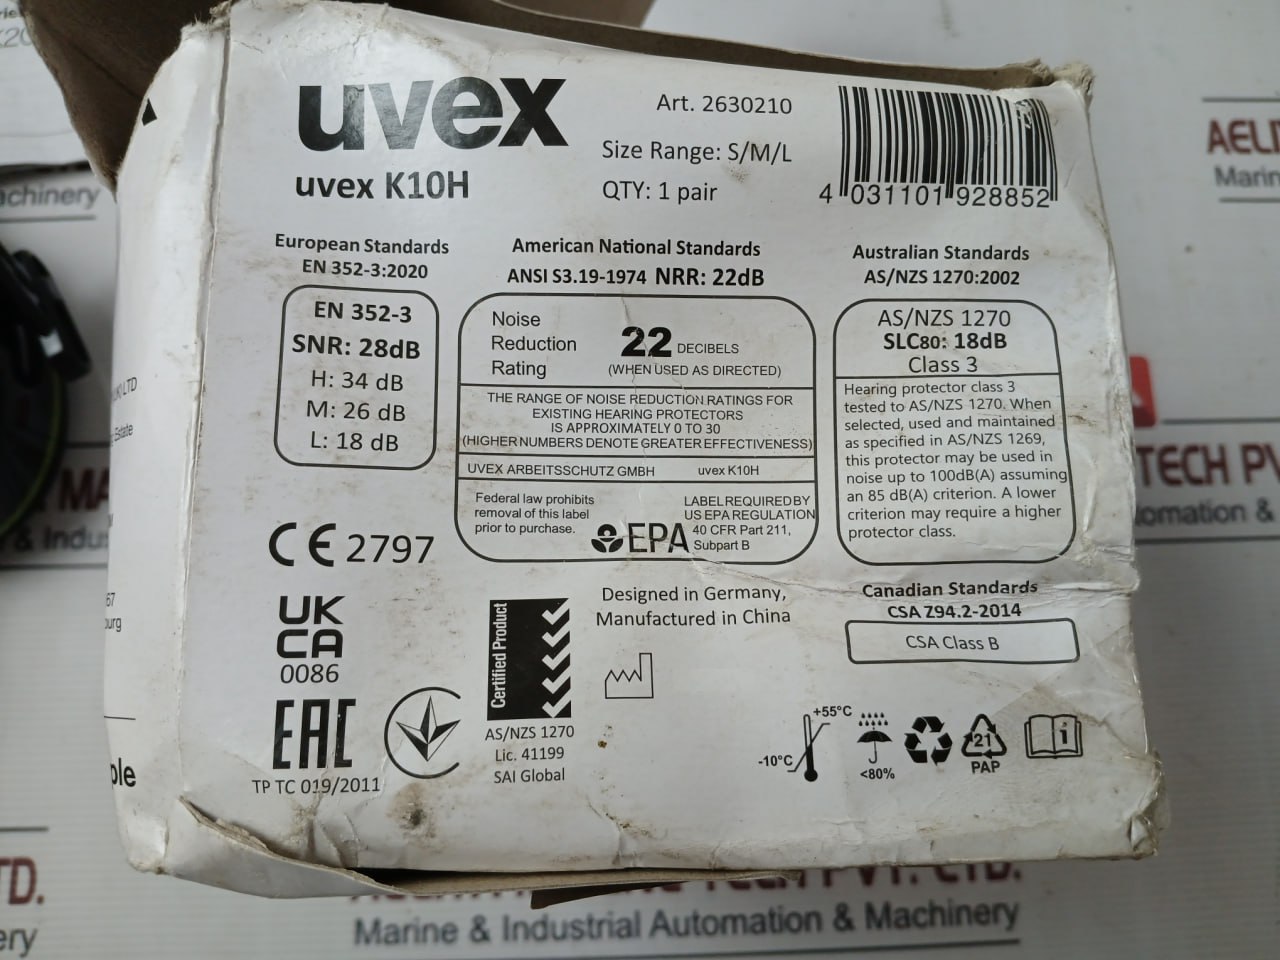 uvex
uvex K10H
Art. 2630210
Size Range: S/M/L
QTY: 1 pair
4 031101 928852
European Standards
EN 352-3:2020
EN 352-3
SNR: 28dB
H: 34 dB
M: 26 dB
L: 18 dB
American National Standards
ANSI S3.19-1974 NRR: 22dB
Noise
Reduction
Rating
22 DECIBELS
(WHEN USED AS DIRECTED)
THE RANGE OF NOISE REDUCTION RATINGS FOR
EXISTING HEARING PROTECTORS
IS APPROXIMATELY 0 TO 30
(HIGHER NUMBERS DENOTE GREATER EFFECTIVENESS)
UVEX ARBEITSSCHUTZ GMBH uvex K10H
Federal law prohibits
removal of this label
prior to purchase.
EPA
LABEL REQUIRED BY
US EPA REGULATION
40 CFR Part 211,
Subpart B
Australian Standards
AS/NZS 1270:2002
AS/NZS 1270
SLC80: 18dB
Class 3
Hearing protector class 3
tested to AS/NZS 1270. When
selected, used and maintained
as specified in AS/NZS 1269,
this protector may be used in
noise up to 100dB(A) assuming
an 85 dB(A) criterion. A lower
criterion may require a higher
protector class.
CE 2797
UK
CA
0086
EAC
TP TC 019/2011
Certified Product
AS/NZS 1270
Lic. 41199
SAI Global
Designed in Germany,
Manufactured in China
Canadian Standards
CSA Z94.2-2014
CSA Class B
+55°C
-10°C
<80%
21
PAP
i
LTD
Estate
67
TECH PV
Marin
& Indus
TD.
PVT. LTD.
Marine & Industrial Automation & Machinery